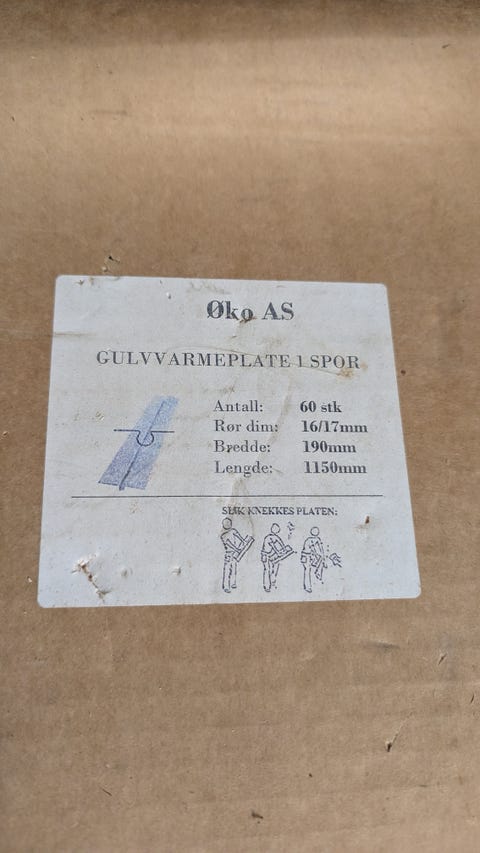 Øko AS
GULVVARMEPLATE 1 SPOR
Antall: 60 stk
Rør dim: 16/17mm
Bredde: 190mm
Lengde: 1150mm
SLIK KNEKKES PLATEN: